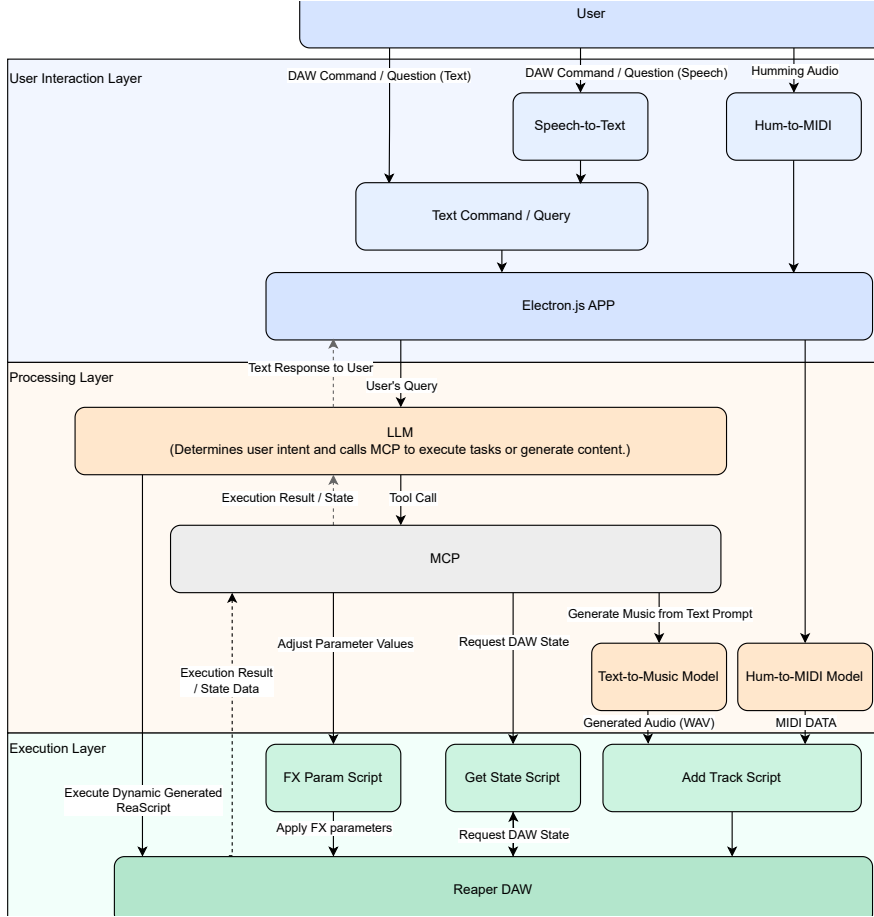 User
User Interaction Layer
DAW Command / Question (Text)
DAW Command / Question (Speech)
Humming Audio
Speech-to-Text
Hum-to-MIDI
Text Command / Query
Electron.js APP
Processing Layer
Text Response to User
User's Query
LLM
(Determines user intent and calls MCP to execute tasks or generate content.)
Execution Result / State
Tool Call
MCP
Generate Music from Text Prompt
Adjust Parameter Values
Request DAW State
Execution Result
/ State Data
Text-to-Music Model
Hum-to-MIDI Model
Generated Audio (WAV)
MIDI DATA
Execution Layer
FX Param Script
Get State Script
Add Track Script
Execute Dynamic Generated
ReaScript
Apply FX parameters
Request DAW State
Reaper DAW